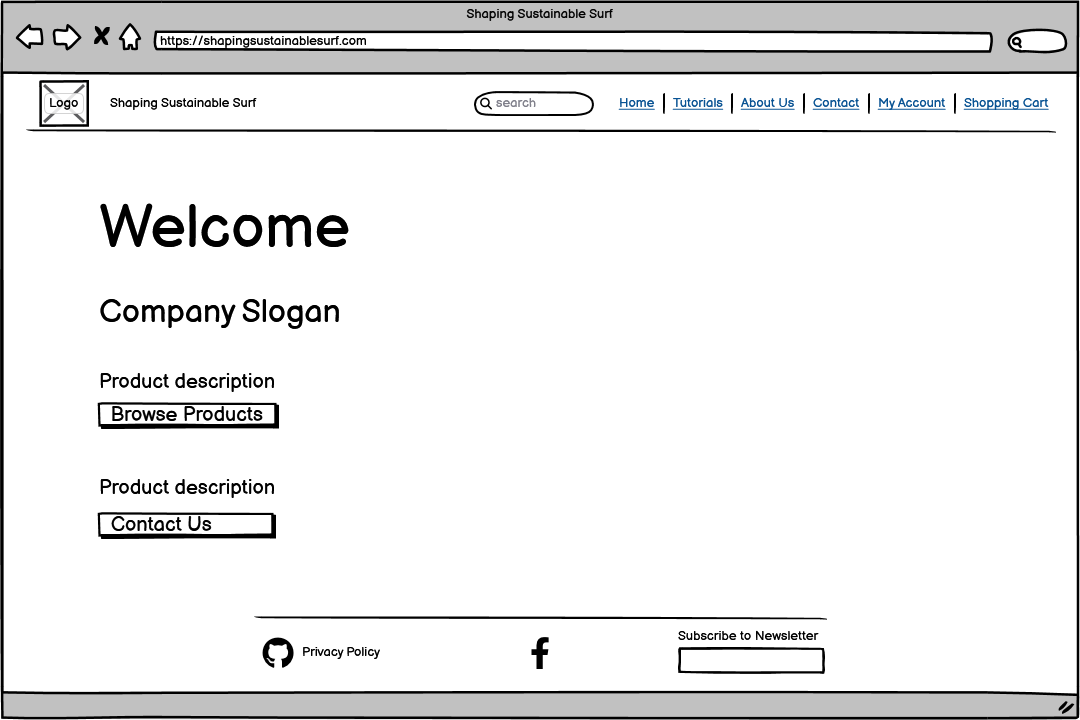 Shaping Sustainable Surf
https://shapingsustainablesurf.com
Logo
Shaping Sustainable Surf
search
Home Tutorials About Us Contact My Account Shopping Cart
Welcome
Company Slogan
Product description
Browse Products
Product description
Contact Us
Privacy Policy
Subscribe to Newsletter